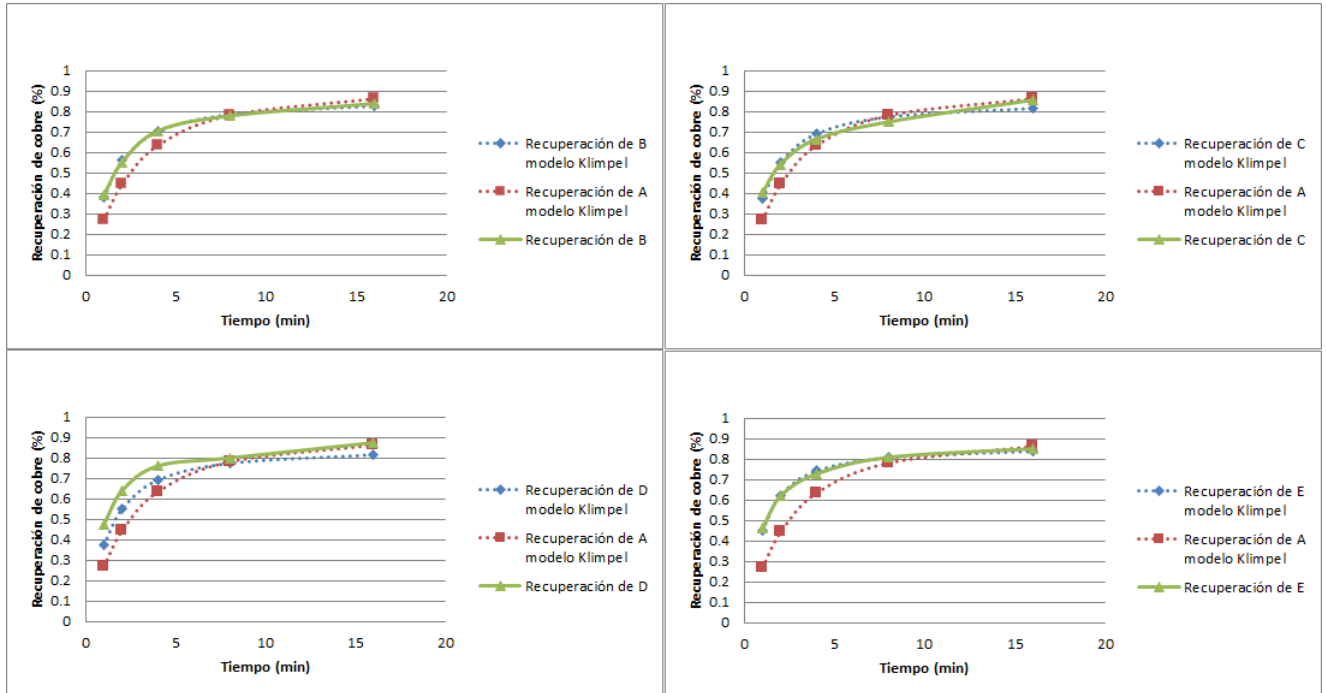 Recuperación de cobre (%)
1
0.9
0.8
0.7
0.6
0.5
0.4
0.3
0.2
0.1
0
0 5 10 15 20
Tiempo (min)
Recuperación de B
modelo Klimpel
Recuperación de A
modelo Klimpel
Recuperación de B
Recuperación de cobre (%)
1
0.9
0.8
0.7
0.6
0.5
0.4
0.3
0.2
0.1
0
0 5 10 15 20
Tiempo (min)
Recuperación de C
modelo Klimpel
Recuperación de A
modelo Klimpel
Recuperación de C
Recuperación de cobre (%)
1
0.9
0.8
0.7
0.6
0.5
0.4
0.3
0.2
0.1
0
0 5 10 15 20
Tiempo (min)
Recuperación de D
modelo Klimpel
Recuperación de A
modelo Klimpel
Recuperación de D
Recuperación de cobre (%)
1
0.9
0.8
0.7
0.6
0.5
0.4
0.3
0.2
0.1
0
0 5 10 15 20
Tiempo (min)
Recuperación de E
modelo Klimpel
Recuperación de A
modelo Klimpel
Recuperación de E